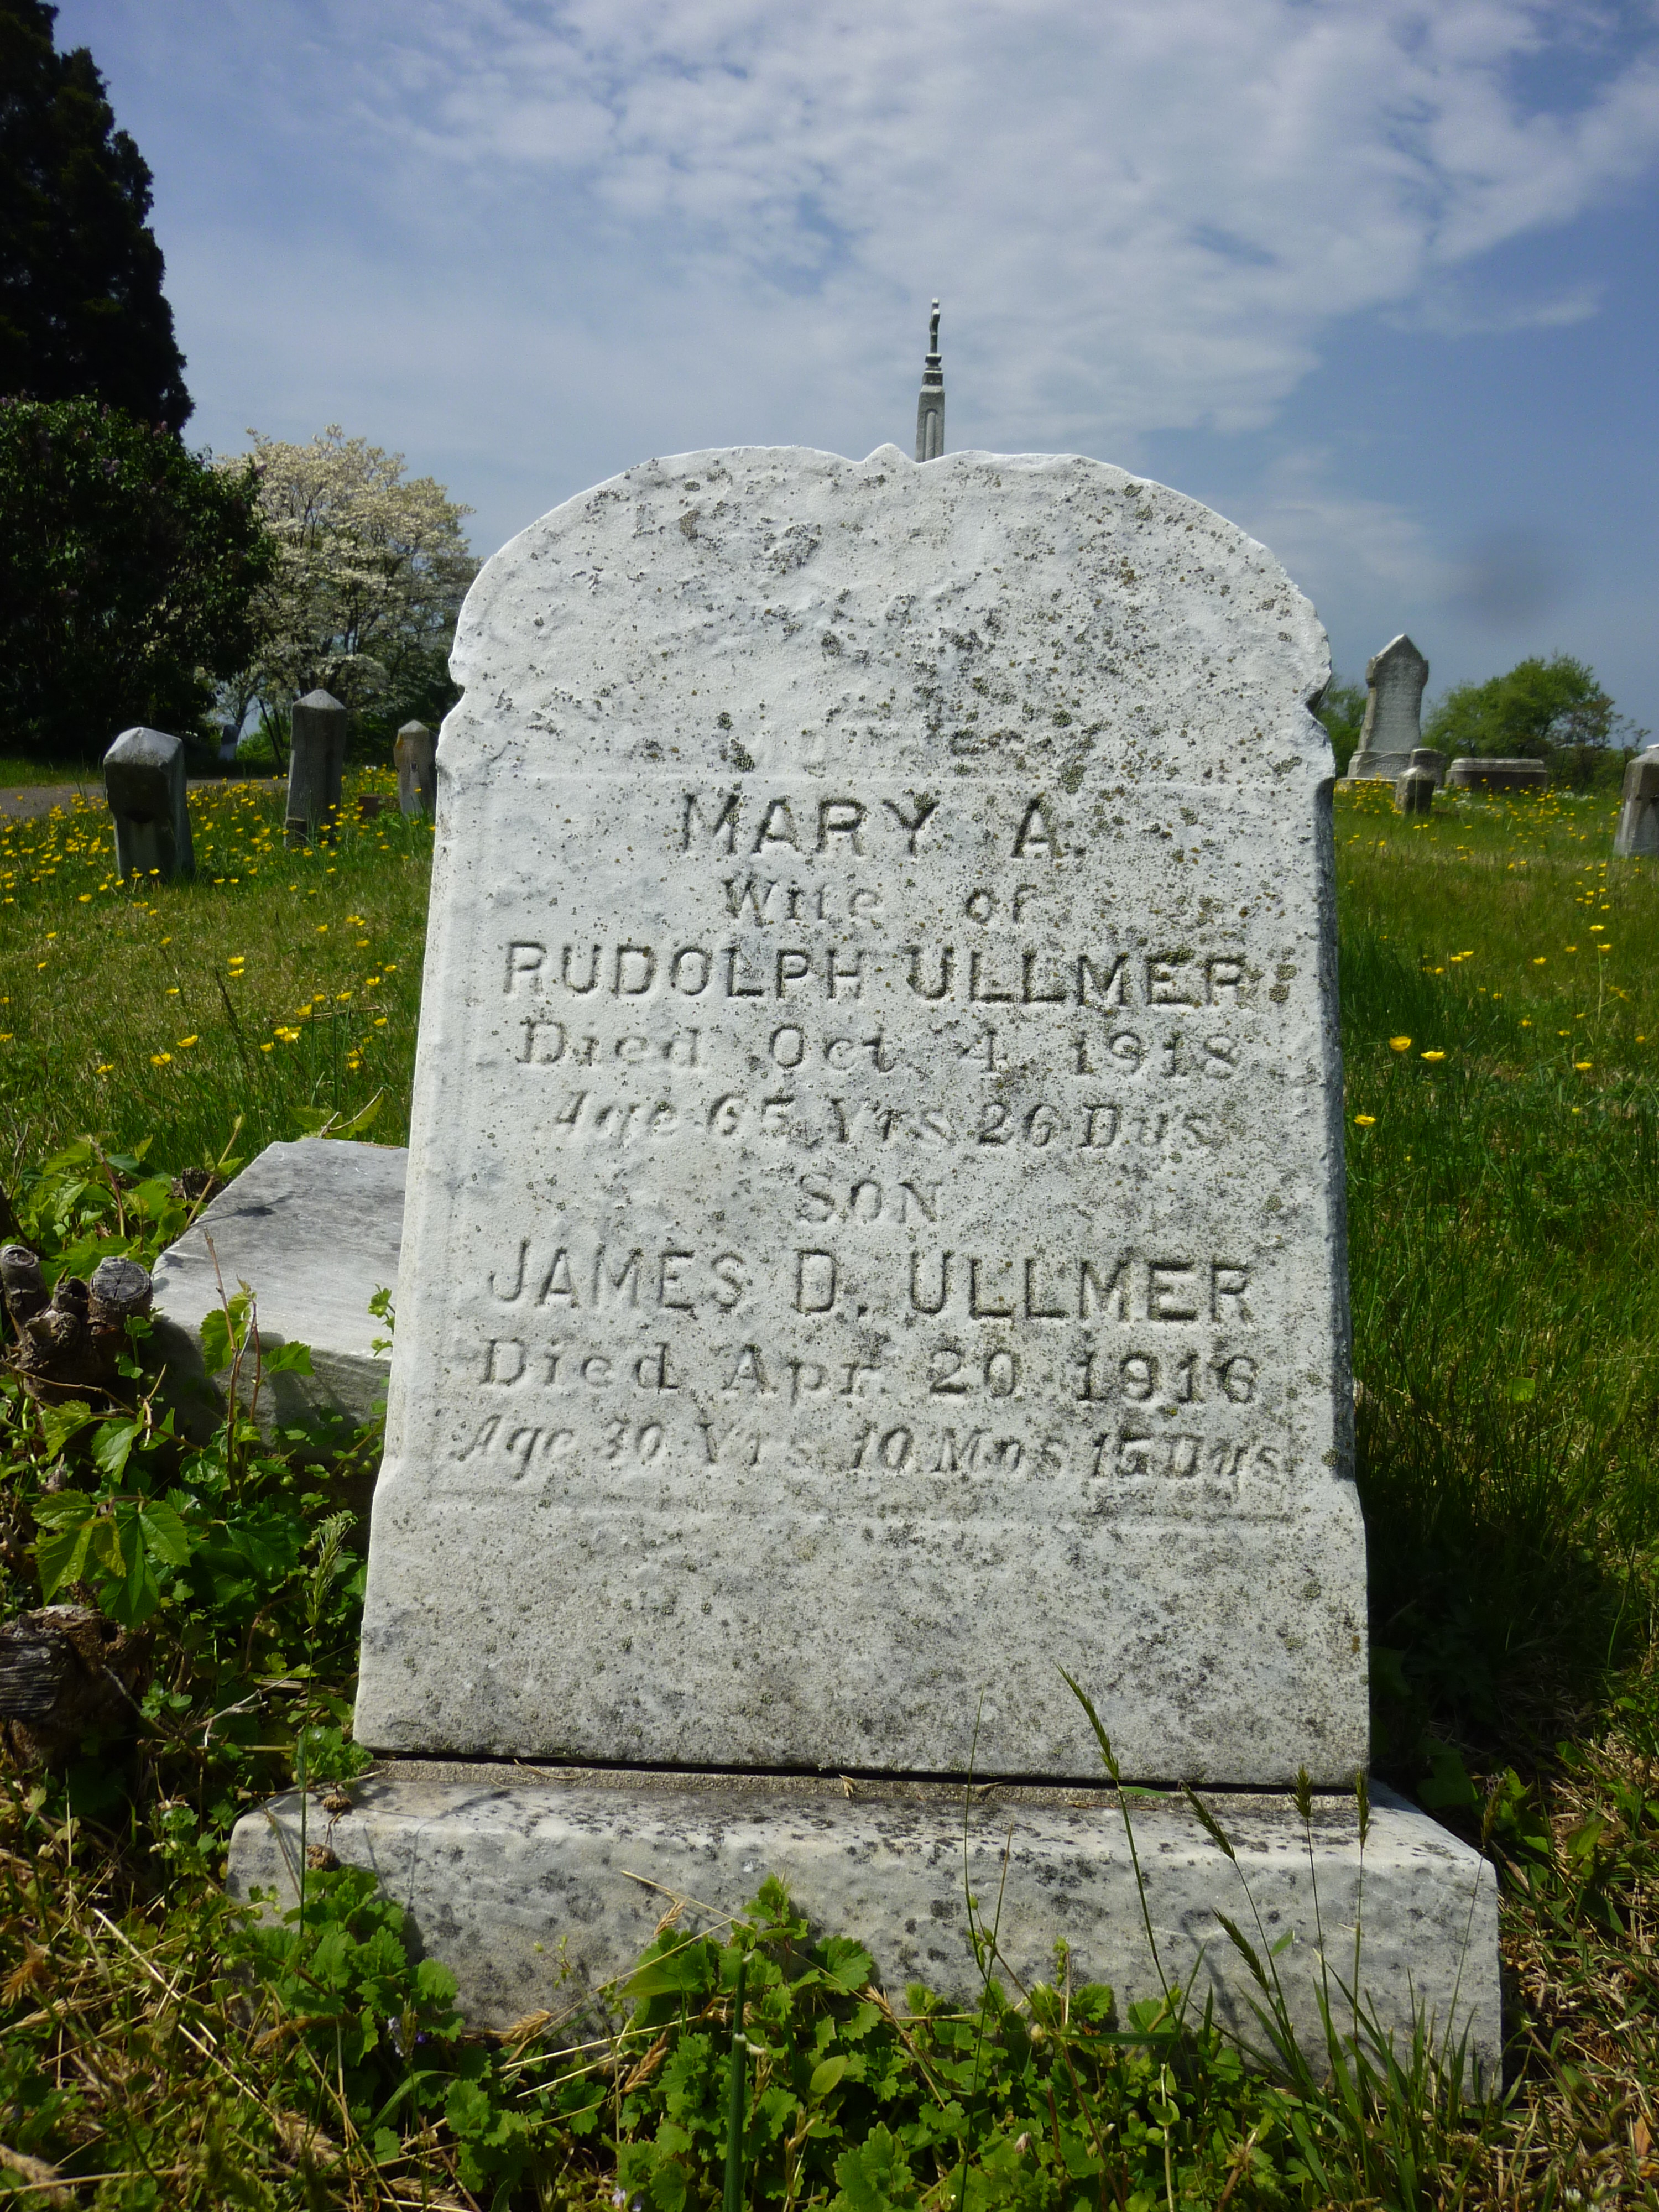 MOTHER
MARY A.
Wife of
RUDOLPH ULLMER
Died Oct 4, 1918
Age 65 Yrs 26 Dys
SON
JAMES D. ULLMER
Died Apr. 20, 1916
Age 30 Yrs 10 Mos 15 Dys